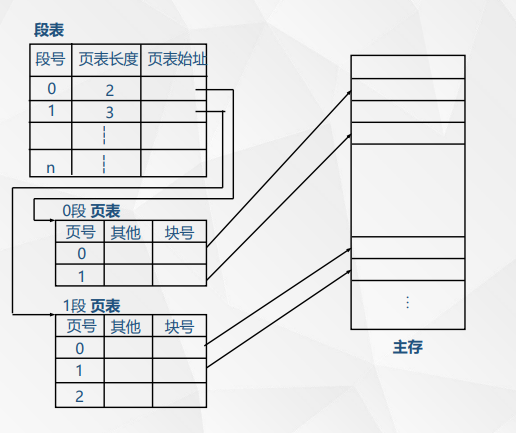 段表
段号 页表长度 页表始址
0 2
1 3
┆
n ┆
0段 页表
页号 其他 块号
0
1
1段 页表
页号 其他 块号
0
1
2
⋮
主存